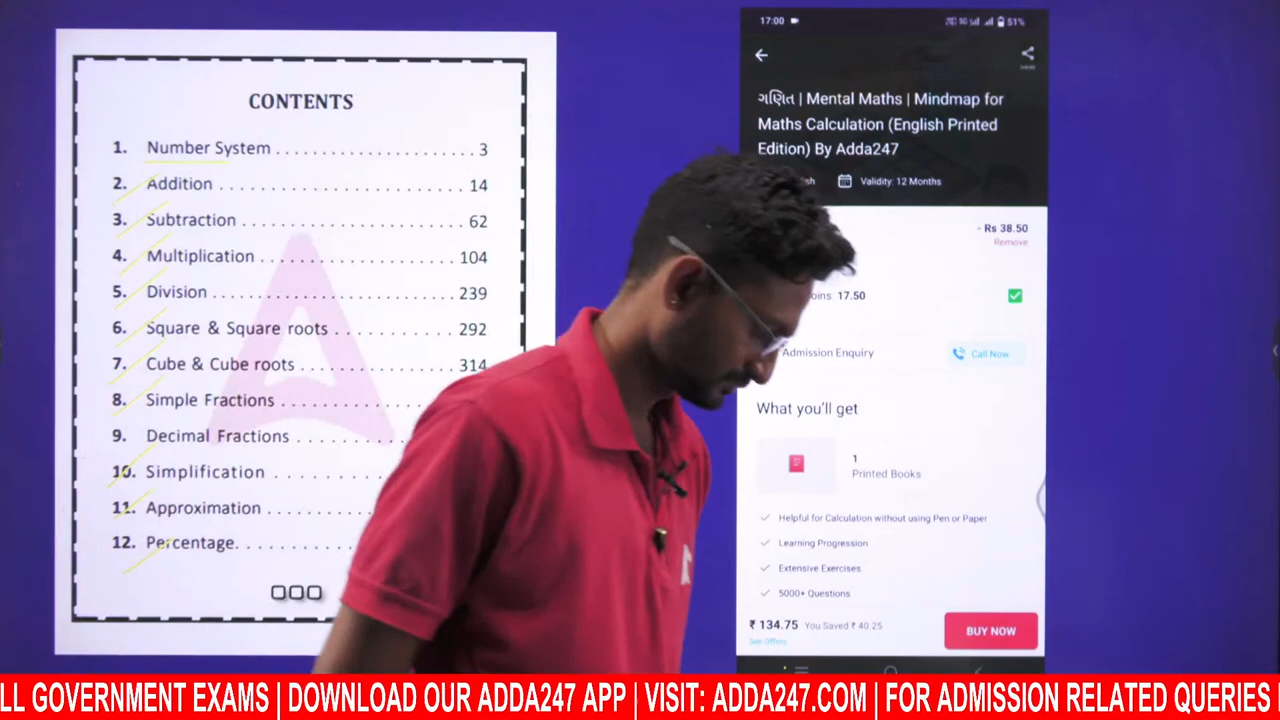 CONTENTS
1. Number System . . . . . . . . . . . . . . . . . . . . . . . 3
2. Addition . . . . . . . . . . . . . . . . . . . . . . . . . . . 14
3. Subtraction . . . . . . . . . . . . . . . . . . . . . . . . 62
4. Multiplication . . . . . . . . . . . . . . . . . . . . . . 104
5. Division . . . . . . . . . . . . . . . . . . . . . . . . . . . 239
6. Square & Square roots . . . . . . . . . . . . . . 292
7. Cube & Cube roots . . . . . . . . . . . . . . . . . . 314
8. Simple Fractions . . . . . . . . . . .
9. Decimal Fractions . . . . . . . . .
10. Simplification . . . . . . . . .
11. Approximation . . . . . . . . .
12. Percentage. . . . . . . . . . . .
17:00
51%
ગણિત | Mental Maths | Mindmap for
Maths Calculation (English Printed
Edition) By Adda247
Validity: 12 Months
- Rs 38.50
Remove
17.50
Admission Enquiry
Call Now
What you'll get
1
Printed Books
Helpful for Calculation without using Pen or Paper
Learning Progression
Extensive Exercises
5000+ Questions
₹ 134.75 You Saved ₹ 40.25
See Offers
BUY NOW
GOVERNMENT EXAMS | DOWNLOAD OUR ADDA247 APP | VISIT: ADDA247.COM | FOR ADMISSION RELATED QUERIES